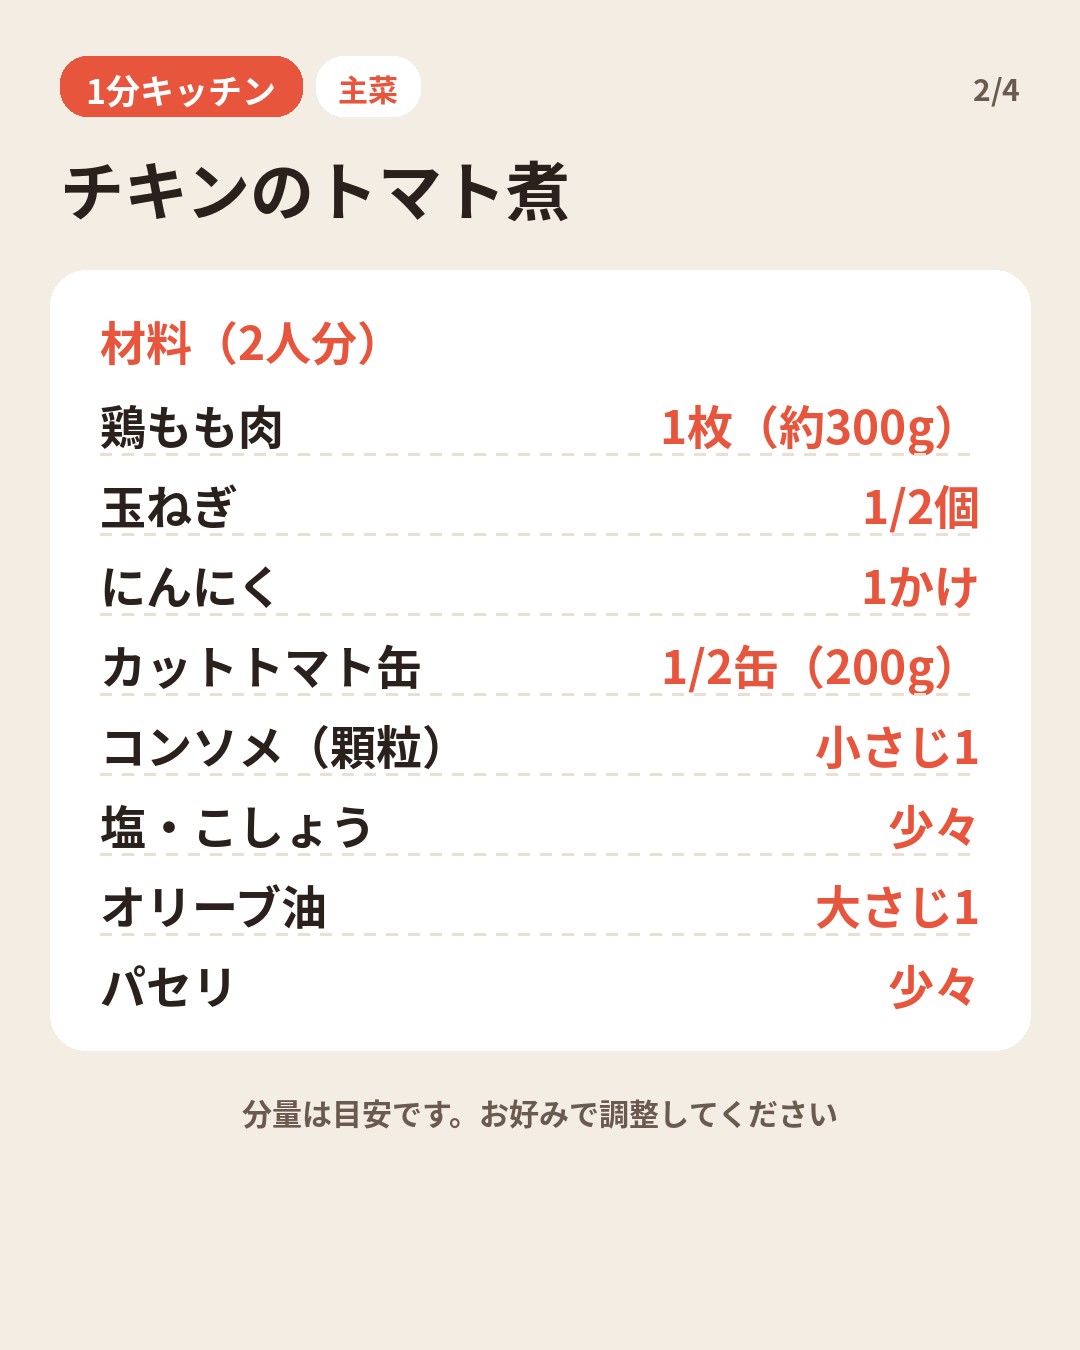 1分キッチン 主菜 2/4
チキンのトマト煮
材料（2人分）
鶏もも肉 1枚（約300g）
玉ねぎ 1/2個
にんにく 1かけ
カットトマト缶 1/2缶（200g）
コンソメ（顆粒） 小さじ1
塩・こしょう 少々
オリーブ油 大さじ1
パセリ 少々
分量は目安です。お好みで調整してください